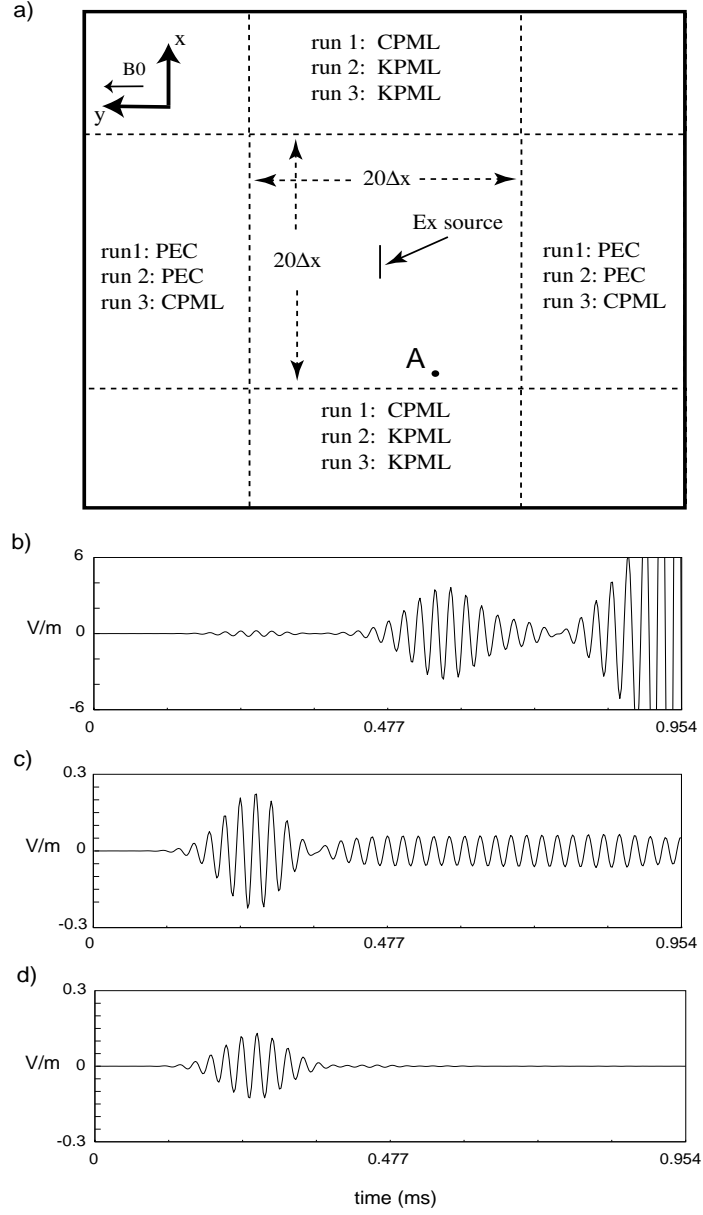 a)
x
B0
y
run 1: CPML
run 2: KPML
run 3: KPML
20Δx
Ex source
20Δx
run1: PEC
run 2: PEC
run 3: CPML
run1: PEC
run 2: PEC
run 3: CPML
A
run 1: CPML
run 2: KPML
run 3: KPML
b)
6
V/m 0
-6
0 0.477 0.954
c)
0.3
V/m 0
-0.3
0 0.477 0.954
d)
0.3
V/m 0
-0.3
0 0.477 0.954
time (ms)